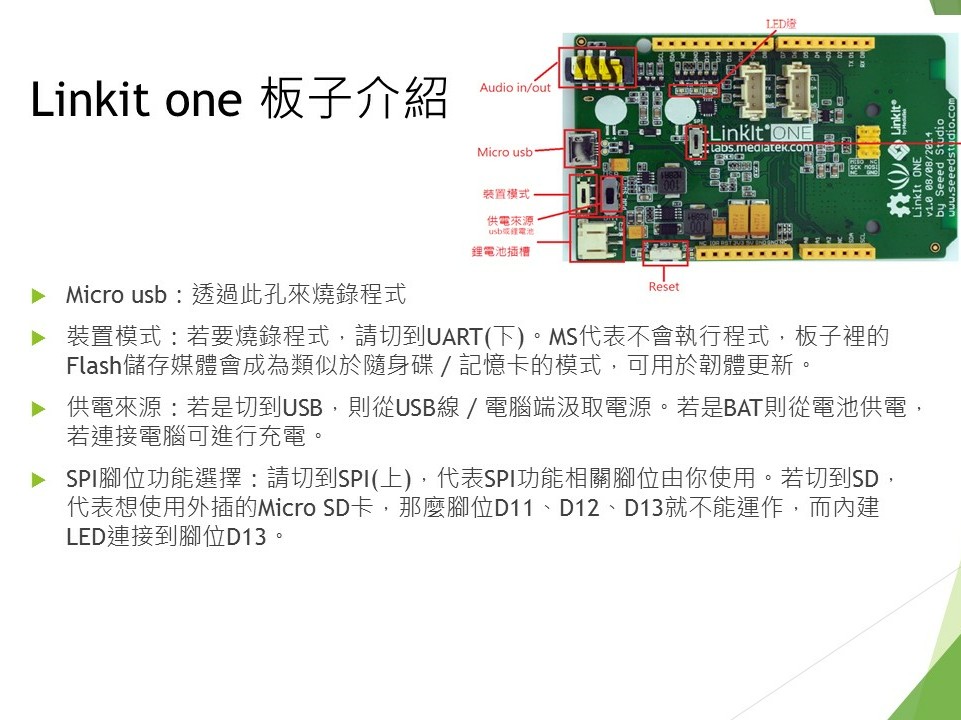 Linkit one 板子介紹
LED燈
Audio in/out
Micro usb
裝置模式
供電來源
usb或鋰電池
鋰電池插槽
Reset
LinkIt ONE
labs.mediatek.com
LinkIt ONE
v1.0 08/08/2014
by Seeed Studio
www.seeedstudio.com
Micro usb：透過此孔來燒錄程式
裝置模式：若要燒錄程式，請切到UART(下)。MS代表不會執行程式，板子裡的
Flash儲存媒體會成為類似於隨身碟 / 記憶卡的模式，可用於韌體更新。
供電來源：若是切到USB，則從USB線 / 電腦端汲取電源。若是BAT則從電池供電，
若連接電腦可進行充電。
SPI腳位功能選擇：請切到SPI(上)，代表SPI功能相關腳位由你使用。若切到SD，
代表想使用外插的Micro SD卡，那麼腳位D11、D12、D13就不能運作，而內建
LED連接到腳位D13。